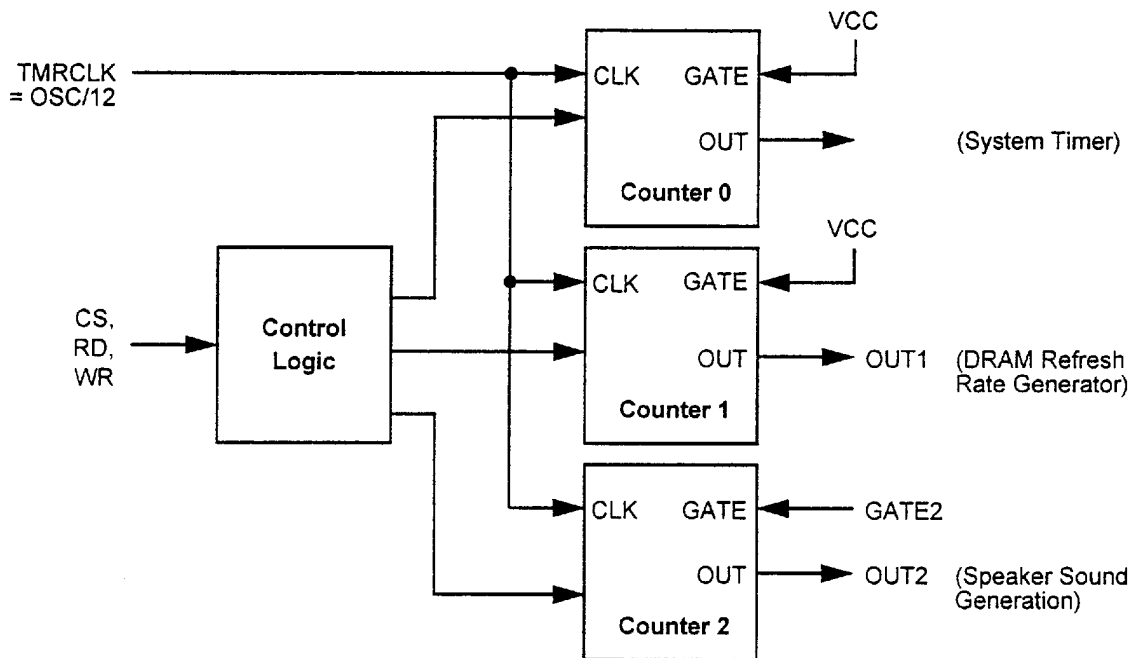 TMRCLK
= OSC/12
CLK
GATE
VCC
OUT
(System Timer)
Counter 0
CS,
RD,
WR
Control
Logic
CLK
GATE
VCC
OUT
OUT1
(DRAM Refresh
Rate Generator)
Counter 1
CLK
GATE
GATE2
OUT
OUT2
(Speaker Sound
Generation)
Counter 2